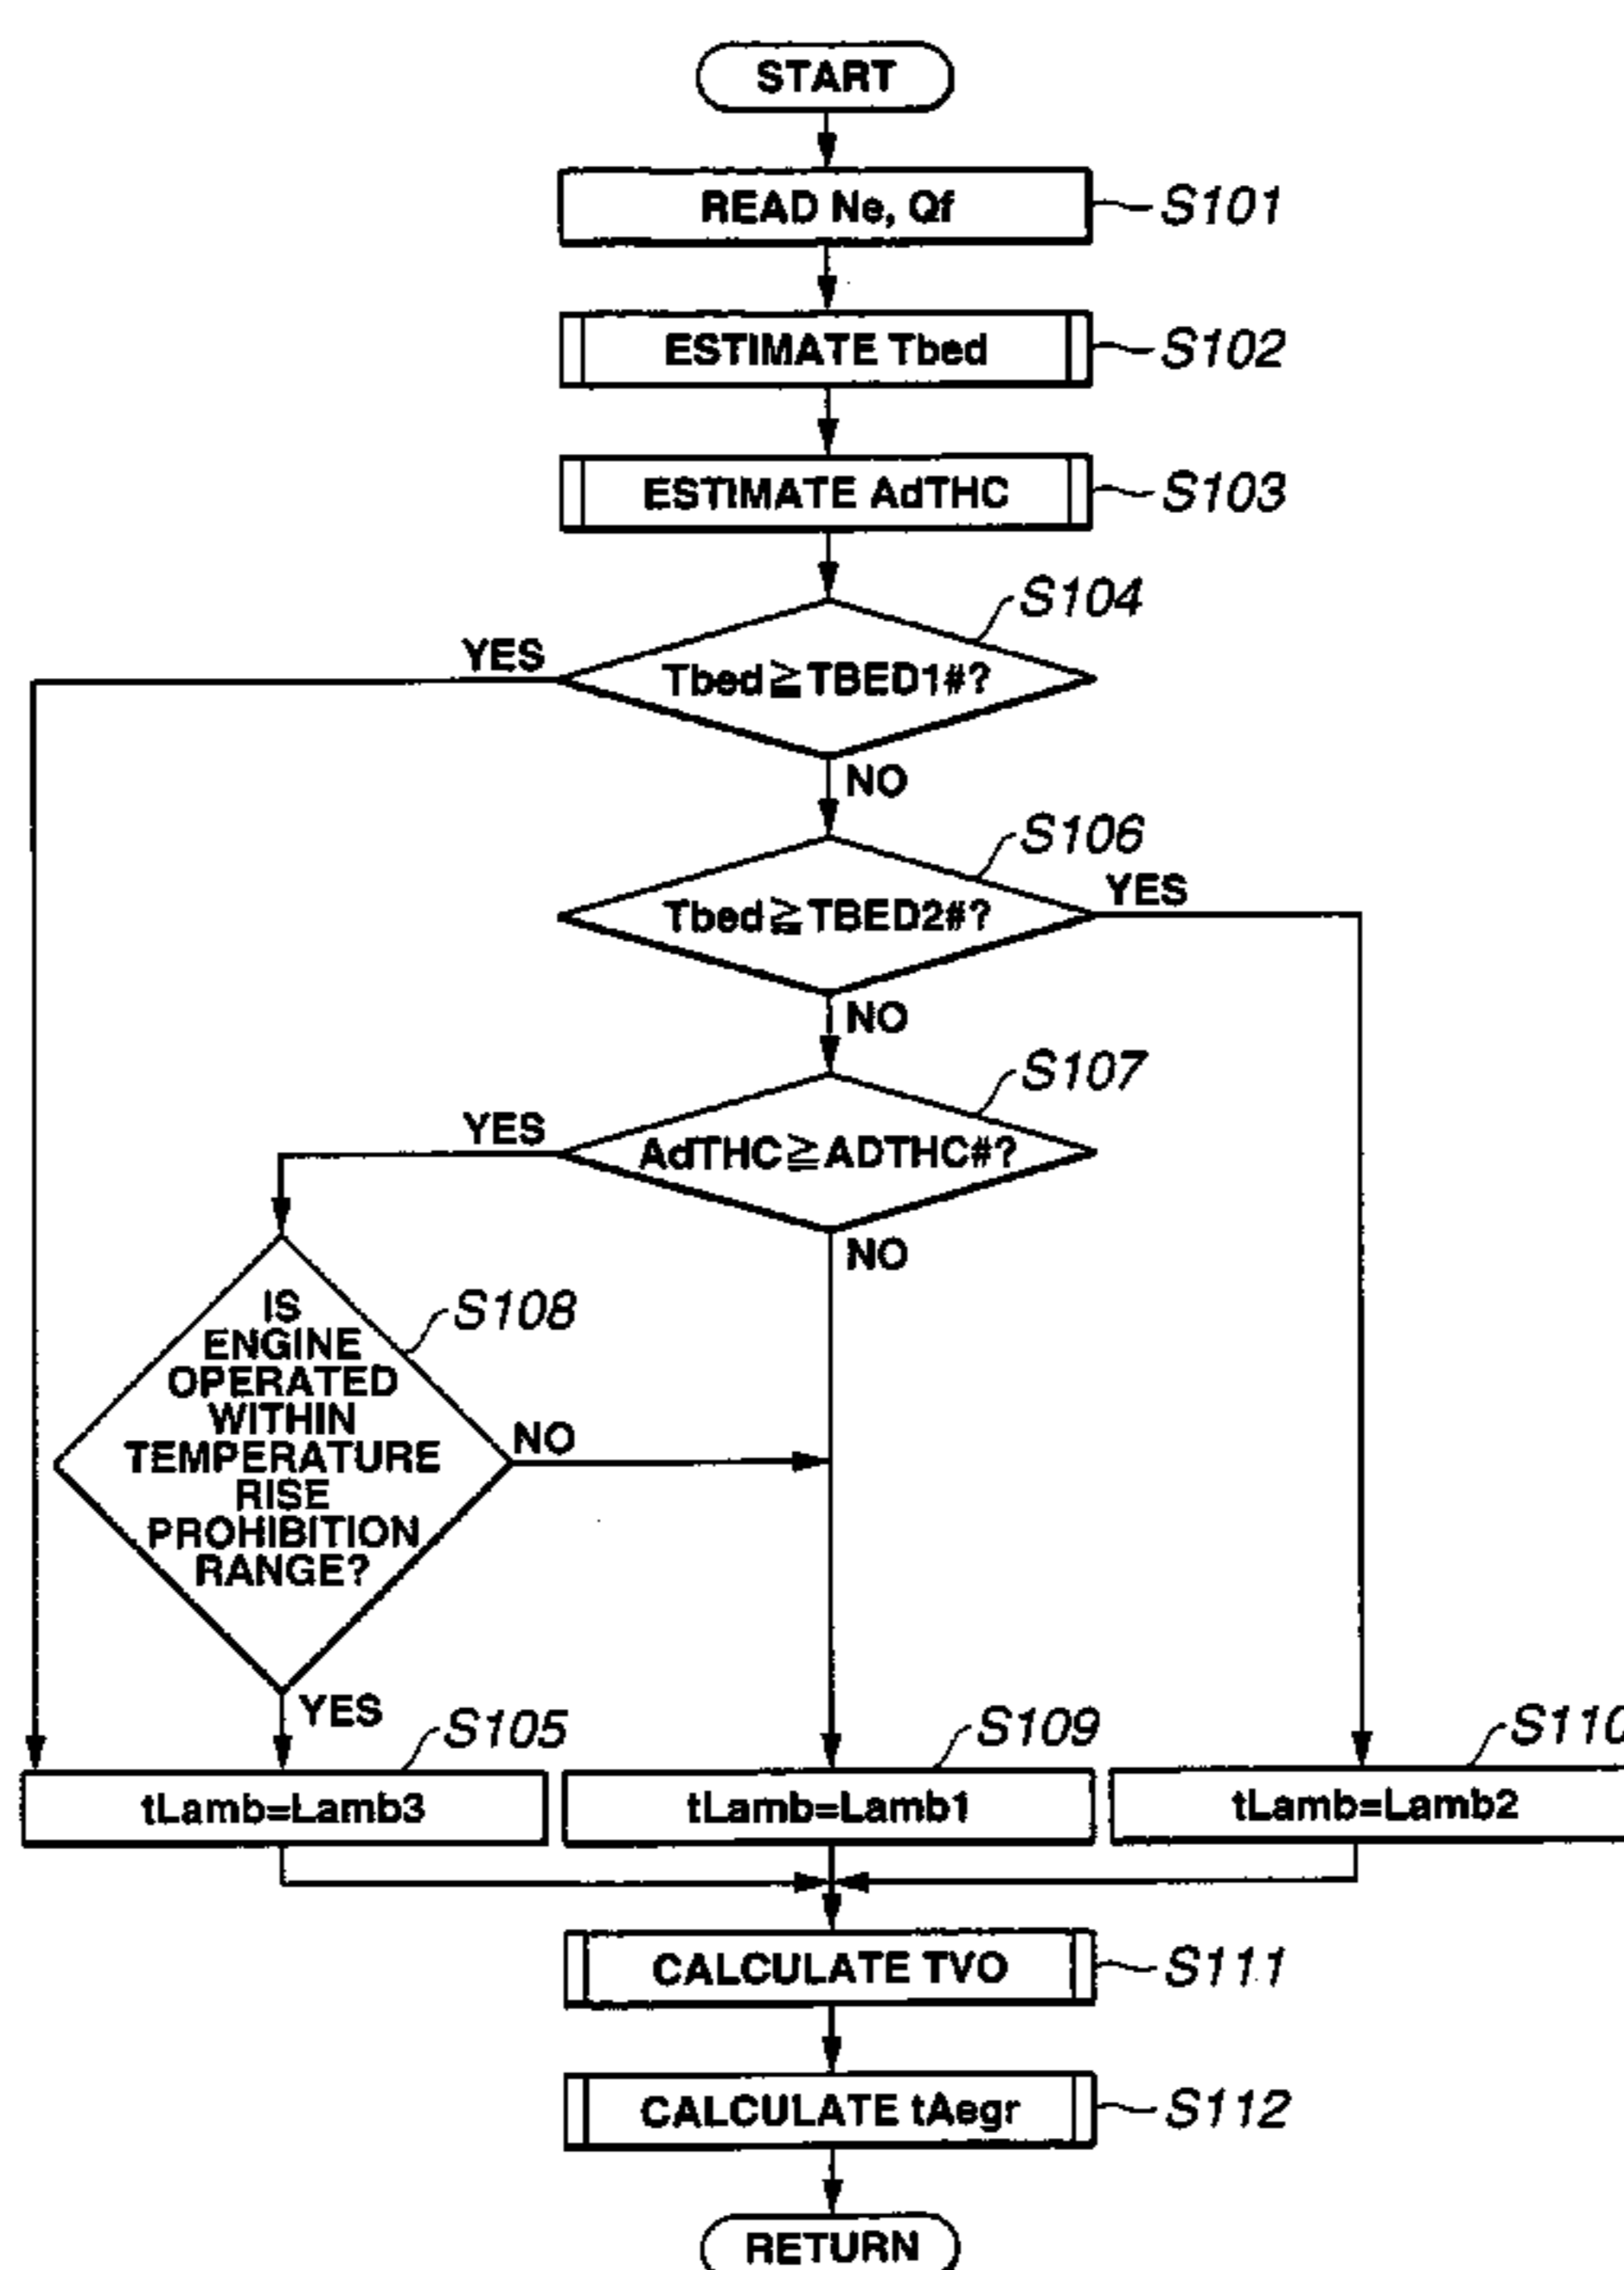 START
READ Ne, Qf
S101
ESTIMATE Tbed
S102
ESTIMATE AdTHC
S103
S104
YES
Tbed≧TBED1#?
NO
S106
YES
Tbed≧TBED2#?
NO
S107
YES
AdTHC≧ADTHC#?
NO
S108
IS
ENGINE
OPERATED
WITHIN
TEMPERATURE
RISE
PROHIBITION
RANGE?
NO
YES
S105
S109
S110
tLamb=Lamb3
tLamb=Lamb1
tLamb=Lamb2
CALCULATE TVO
S111
CALCULATE tAegr
S112
RETURN